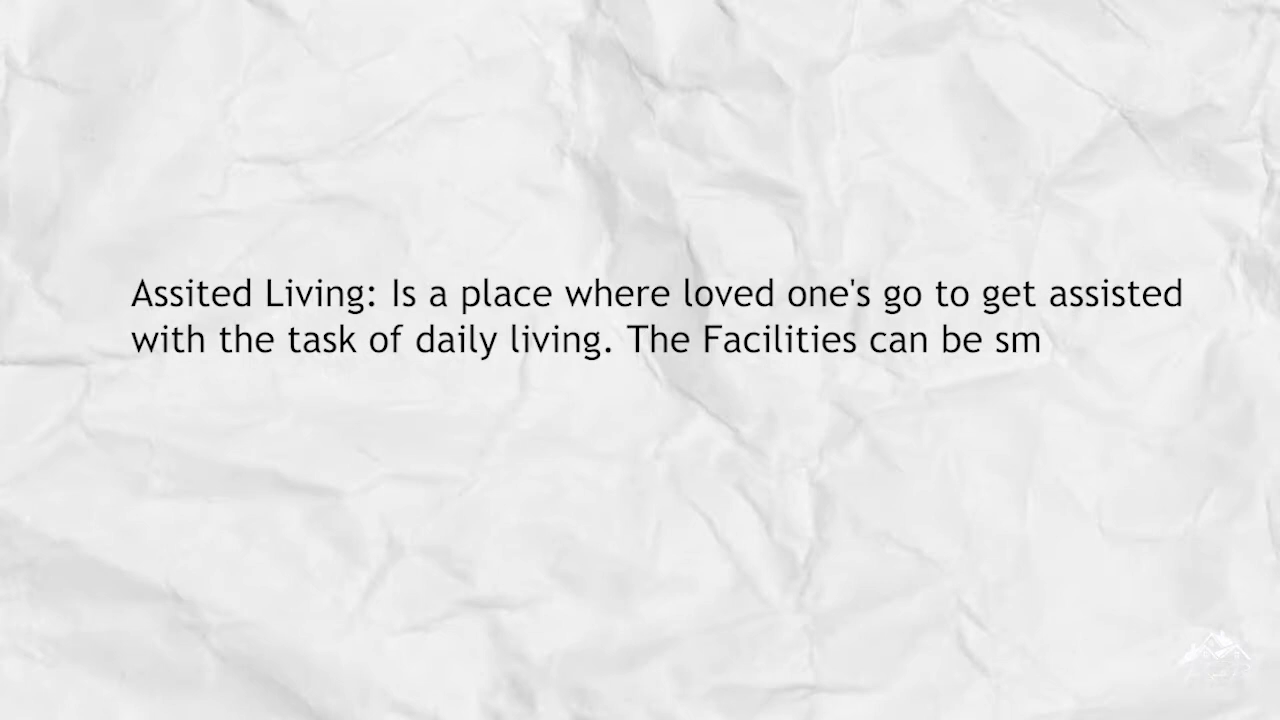 Assited Living: Is a place where loved one's go to get assisted
with the task of daily living. The Facilities can be sm